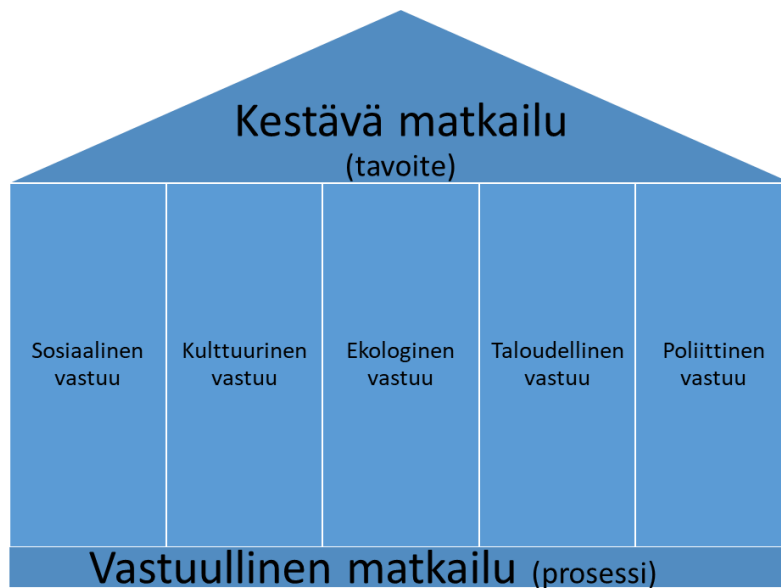 Kestävä matkailu
(tavoite)
Sosiaalinen
vastuu
Kulttuurinen
vastuu
Ekologinen
vastuu
Taloudellinen
vastuu
Poliittinen
vastuu
Vastuullinen matkailu (prosessi)